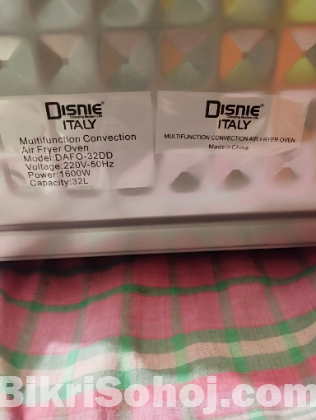 DISNIE
ITALY
Multifunction Convection
Air Fryer Oven
Model:DAFO-32DD
Voltage:220V-50Hz
Power:1600W
Capacity:32L
DISNIE
ITALY
MULTIFUNCTION CONVECTION AIR FRYER OVEN
Made in China
BikriSohoj.com